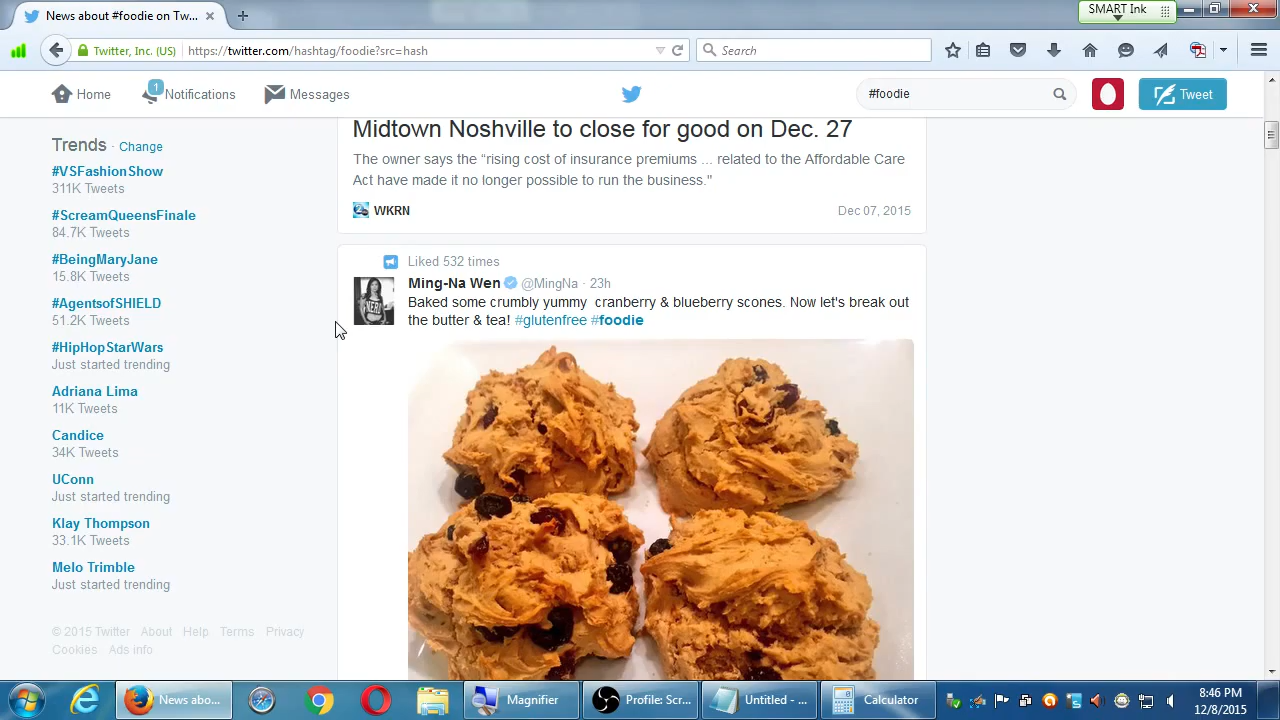 News about #foodie on Tw...
SMART Ink
Twitter, Inc. (US)
https://twitter.com/hashtag/foodie?src=hash
Search
Home
1
Notifications
Messages
#foodie
Tweet
Trends · Change
#VSFashionShow
311K Tweets
#ScreamQueensFinale
84.7K Tweets
#BeingMaryJane
15.8K Tweets
#AgentsofSHIELD
51.2K Tweets
#HipHopStarWars
Just started trending
Adriana Lima
11K Tweets
Candice
34K Tweets
UConn
Just started trending
Klay Thompson
33.1K Tweets
Melo Trimble
Just started trending
© 2015 Twitter About Help Terms Privacy
Cookies Ads info
Midtown Noshville to close for good on Dec. 27
The owner says the “rising cost of insurance premiums ... related to the Affordable Care
Act have made it no longer possible to run the business."
WKRN
Dec 07, 2015
Liked 532 times
Ming-Na Wen @MingNa · 23h
Baked some crumbly yummy cranberry & blueberry scones. Now let's break out
the butter & tea! #glutenfree #foodie
NERD
News abo...
Magnifier
Profile: Scr...
Untitled - ...
Calculator
8:46 PM
12/8/2015